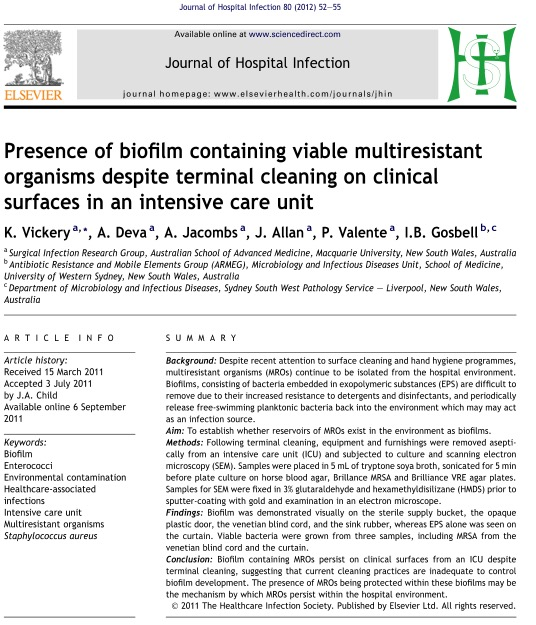 Journal of Hospital Infection 80 (2012) 52–55
Available online at www.sciencedirect.com
Journal of Hospital Infection
journal homepage: www.elsevierhealth.com/journals/jhin
ELSEVIER
Presence of biofilm containing viable multiresistant
organisms despite terminal cleaning on clinical
surfaces in an intensive care unit
K. Vickery a,*, A. Deva a, A. Jacombs a, J. Allan a, P. Valente a, I.B. Gosbell b,c
a Surgical Infection Research Group, Australian School of Advanced Medicine, Macquarie University, New South Wales, Australia
b Antibiotic Resistance and Mobile Elements Group (ARMEG), Microbiology and Infectious Diseases Unit, School of Medicine,
University of Western Sydney, New South Wales, Australia
c Department of Microbiology and Infectious Diseases, Sydney South West Pathology Service — Liverpool, New South Wales,
Australia
ARTICLE INFO
Article history:
Received 15 March 2011
Accepted 3 July 2011
by J.A. Child
Available online 6 September
2011
Keywords:
Biofilm
Enterococci
Environmental contamination
Healthcare-associated
infections
Intensive care unit
Multiresistant organisms
Staphylococcus aureus
SUMMARY
Background: Despite recent attention to surface cleaning and hand hygiene programmes,
multiresistant organisms (MROs) continue to be isolated from the hospital environment.
Biofilms, consisting of bacteria embedded in exopolymeric substances (EPS) are difficult to
remove due to their increased resistance to detergents and disinfectants, and periodically
release free-swimming planktonic bacteria back into the environment which may may act
as an infection source.
Aim: To establish whether reservoirs of MROs exist in the environment as biofilms.
Methods: Following terminal cleaning, equipment and furnishings were removed asepti-
cally from an intensive care unit (ICU) and subjected to culture and scanning electron
microscopy (SEM). Samples were placed in 5 mL of tryptone soya broth, sonicated for 5 min
before plate culture on horse blood agar, Brillance MRSA and Brilliance VRE agar plates.
Samples for SEM were fixed in 3% glutaraldehyde and hexamethyldisilazane (HMDS) prior to
sputter-coating with gold and examination in an electron microscope.
Findings: Biofilm was demonstrated visually on the sterile supply bucket, the opaque
plastic door, the venetian blind cord, and the sink rubber, whereas EPS alone was seen on
the curtain. Viable bacteria were grown from three samples, including MRSA from the
venetian blind cord and the curtain.
Conclusion: Biofilm containing MROs persist on clinical surfaces from an ICU despite
terminal cleaning, suggesting that current cleaning practices are inadequate to control
biofilm development. The presence of MROs being protected within these biofilms may be
the mechanism by which MROs persist within the hospital environment.
© 2011 The Healthcare Infection Society. Published by Elsevier Ltd. All rights reserved.